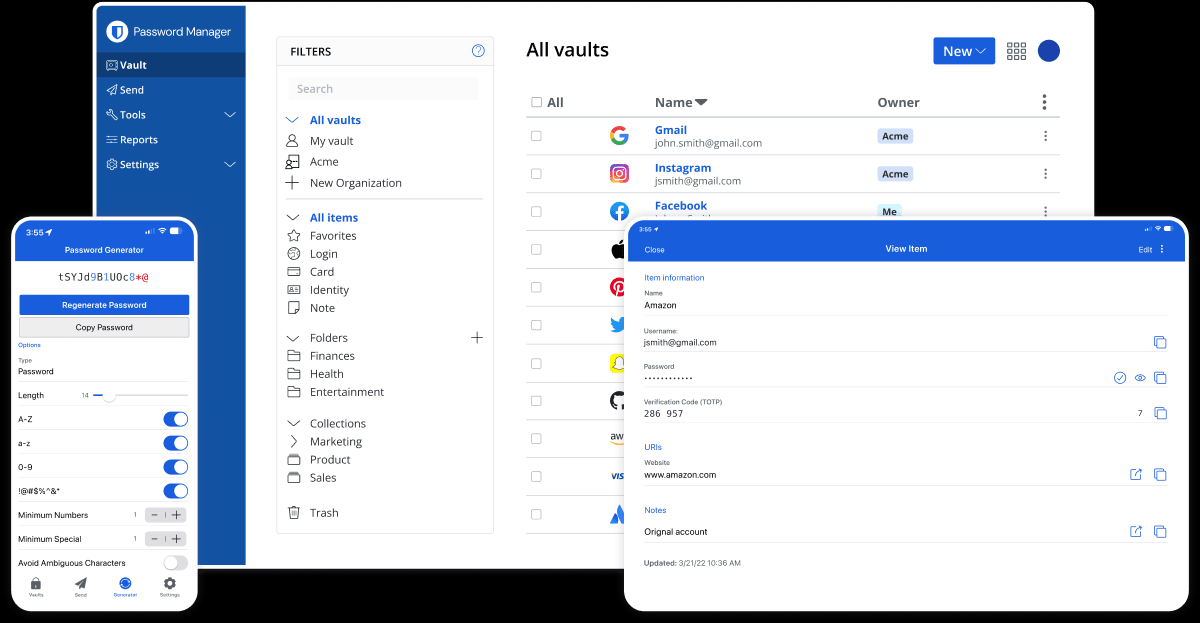 Password Manager
Vault
Send
Tools
Reports
Settings
FILTERS
Search
All vaults
My vault
Acme
New Organization
All items
Favorites
Login
Card
Identity
Note
Folders
Finances
Health
Entertainment
Collections
Marketing
Product
Sales
Trash
All vaults
New
All Name Owner
Gmail
john.smith@gmail.com
Acme
Instagram
jsmith@gmail.com
Acme
Facebook
Me
aws
VISA
3:55
Password Generator
tSYJd9B1UOc8*@
Regenerate Password
Copy Password
Options
Type
Password
Length 14
A-Z
a-z
0-9
!@#$%^&*
Minimum Numbers 1
Minimum Special 1
Avoid Ambiguous Characters
Vaults Send Generator Settings
3:55
Close View Item Edit
Item information
Name
Amazon
Username:
jsmith@gmail.com
Password
••••••••••••
Verification Code (TOTP)
286 957 7
URIs
Website
www.amazon.com
Notes
Orignal account
Updated: 3/21/22 10:36 AM